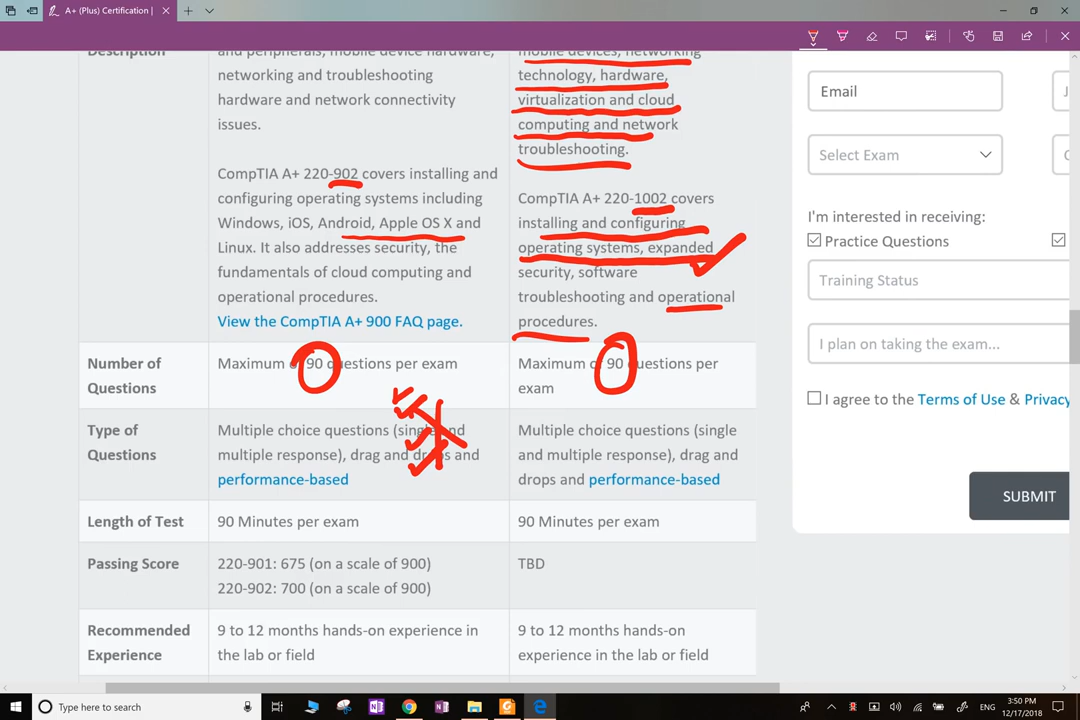 A+ (Plus) Certification |
Description
and peripherals, mobile device hardware,
networking and troubleshooting
hardware and network connectivity
issues.
CompTIA A+ 220-902 covers installing and
configuring operating systems including
Windows, iOS, Android, Apple OS X and
Linux. It also addresses security, the
fundamentals of cloud computing and
operational procedures.
View the CompTIA A+ 900 FAQ page.
mobile devices, networking
technology, hardware,
virtualization and cloud
computing and network
troubleshooting.
CompTIA A+ 220-1002 covers
installing and configuring
operating systems, expanded
security, software
troubleshooting and operational
procedures.
Number of
Questions
Maximum of 90 questions per exam
Maximum of 90 questions per
exam
Type of
Questions
Multiple choice questions (single and
multiple response), drag and drops and
performance-based
Multiple choice questions (single
and multiple response), drag and
drops and performance-based
Length of Test
90 Minutes per exam
90 Minutes per exam
Passing Score
220-901: 675 (on a scale of 900)
220-902: 700 (on a scale of 900)
TBD
Recommended
Experience
9 to 12 months hands-on experience in
the lab or field
9 to 12 months hands-on
experience in the lab or field
Email
Select Exam
I'm interested in receiving:
Practice Questions
Training Status
I plan on taking the exam...
I agree to the Terms of Use & Privacy
SUBMIT
Type here to search
ENG
3:50 PM
12/17/2018